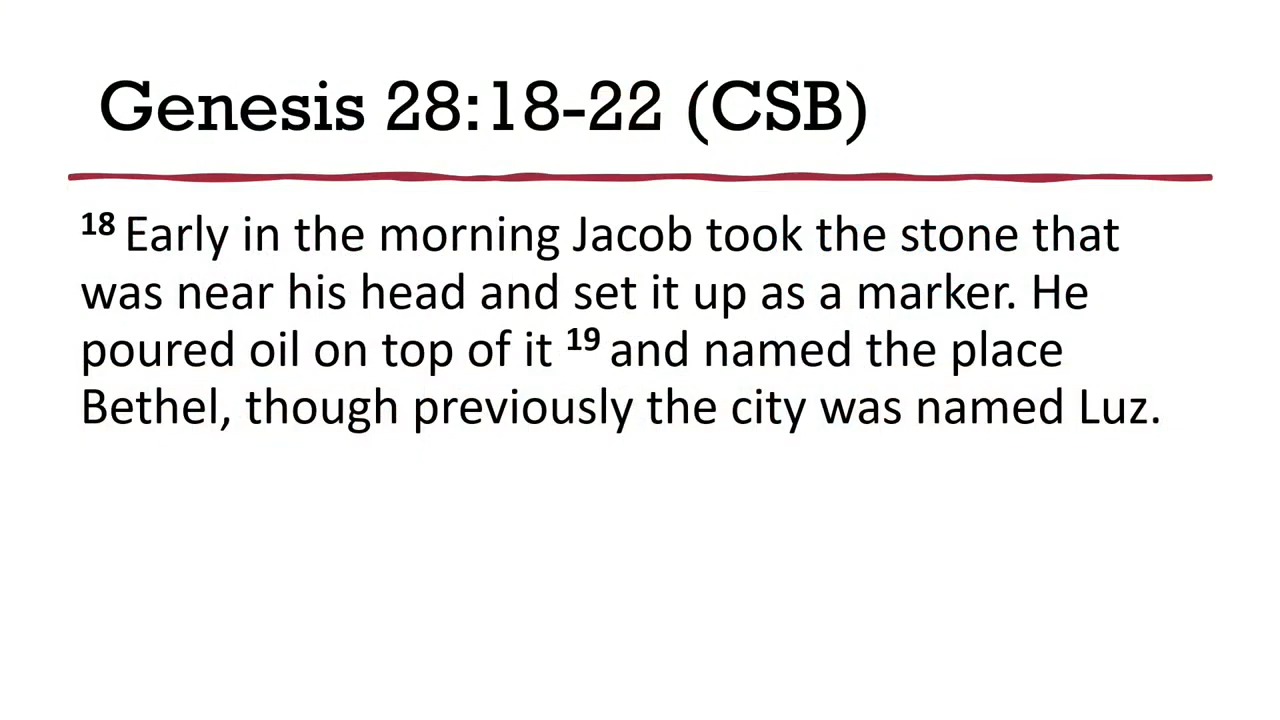 Genesis 28:18-22 (CSB)
18 Early in the morning Jacob took the stone that
was near his head and set it up as a marker. He
poured oil on top of it 19 and named the place
Bethel, though previously the city was named Luz.